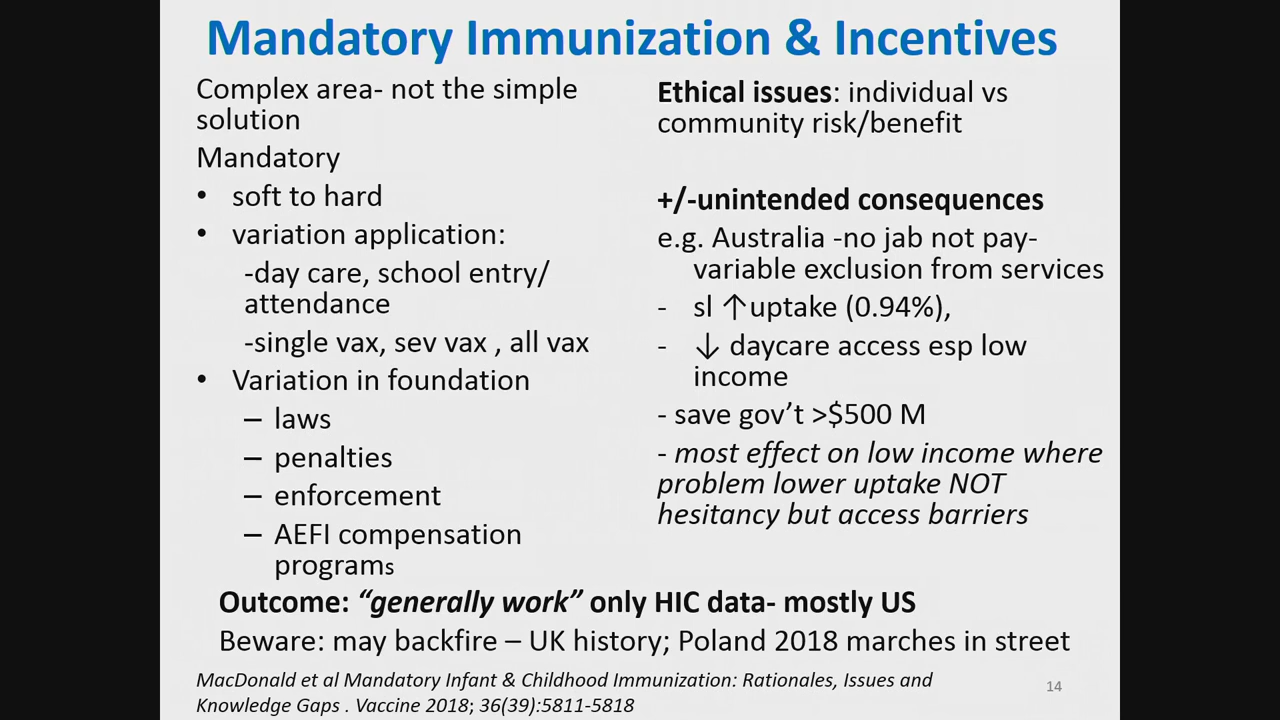 Mandatory Immunization & Incentives
Complex area- not the simple
solution
Mandatory
• soft to hard
• variation application:
-day care, school entry/
attendance
-single vax, sev vax , all vax
• Variation in foundation
– laws
– penalties
– enforcement
– AEFI compensation
programs
Ethical issues: individual vs
community risk/benefit
+/-unintended consequences
e.g. Australia -no jab not pay-
variable exclusion from services
- sl ↑uptake (0.94%),
- ↓ daycare access esp low
income
- save gov’t >$500 M
- most effect on low income where
problem lower uptake NOT
hesitancy but access barriers
Outcome: “generally work” only HIC data- mostly US
Beware: may backfire – UK history; Poland 2018 marches in street
MacDonald et al Mandatory Infant & Childhood Immunization: Rationales, Issues and
Knowledge Gaps . Vaccine 2018; 36(39):5811-5818
14